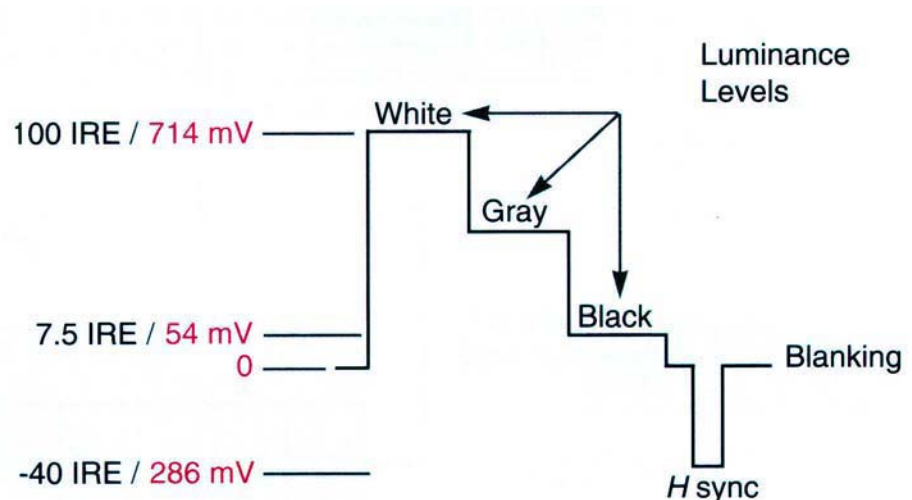 Luminance
Levels
White
100 IRE / 714 mV
Gray
Black
7.5 IRE / 54 mV
0
Blanking
-40 IRE / 286 mV
H sync